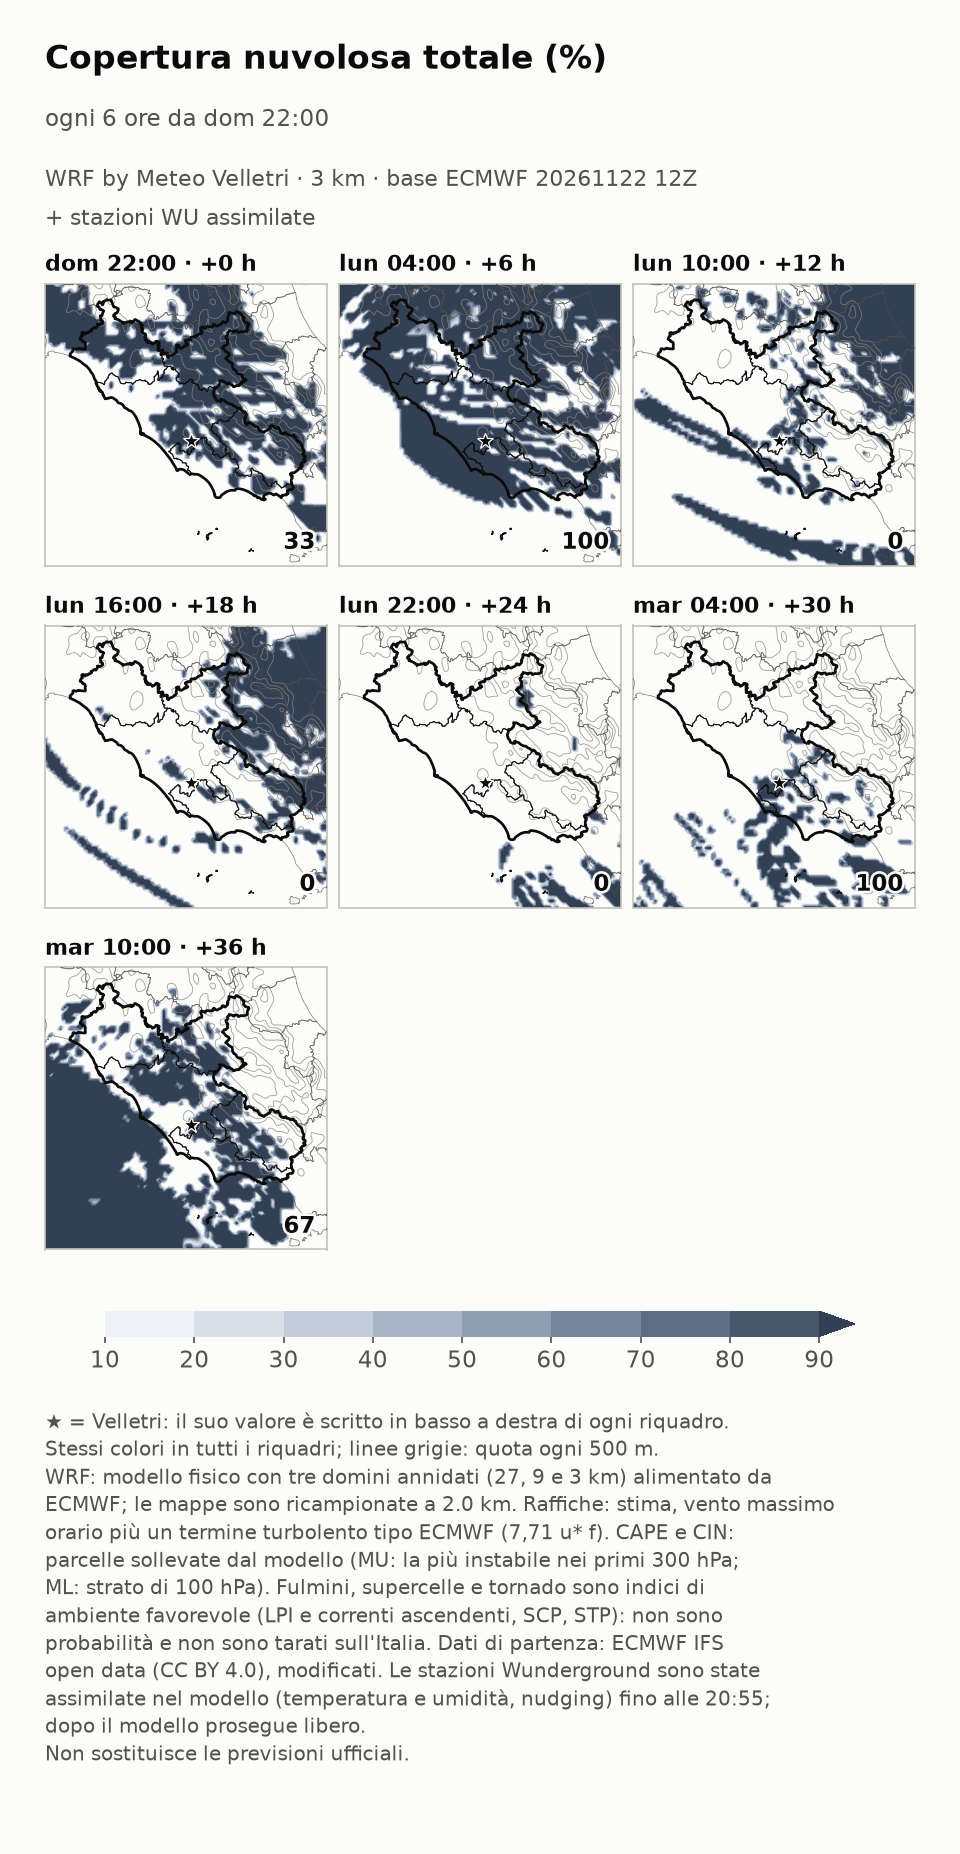 Copertura nuvolosa totale (%)
ogni 6 ore da dom 22:00
WRF by Meteo Velletri · 3 km · base ECMWF 20261122 12Z
+ stazioni WU assimilate
dom 22:00 · +0 h
lun 04:00 · +6 h
lun 10:00 · +12 h
33
100
0
lun 16:00 · +18 h
lun 22:00 · +24 h
mar 04:00 · +30 h
0
0
100
mar 10:00 · +36 h
67
10 20 30 40 50 60 70 80 90
★ = Velletri: il suo valore è scritto in basso a destra di ogni riquadro.
Stessi colori in tutti i riquadri; linee grigie: quota ogni 500 m.
WRF: modello fisico con tre domini annidati (27, 9 e 3 km) alimentato da
ECMWF; le mappe sono ricampionate a 2.0 km. Raffiche: stima, vento massimo
orario più un termine turbolento tipo ECMWF (7,71 u* f). CAPE e CIN:
parcelle sollevate dal modello (MU: la più instabile nei primi 300 hPa;
ML: strato di 100 hPa). Fulmini, supercelle e tornado sono indici di
ambiente favorevole (LPI e correnti ascendenti, SCP, STP): non sono
probabilità e non sono tarati sull'Italia. Dati di partenza: ECMWF IFS
open data (CC BY 4.0), modificati. Le stazioni Wunderground sono state
assimilate nel modello (temperatura e umidità, nudging) fino alle 20:55;
dopo il modello prosegue libero.
Non sostituisce le previsioni ufficiali.